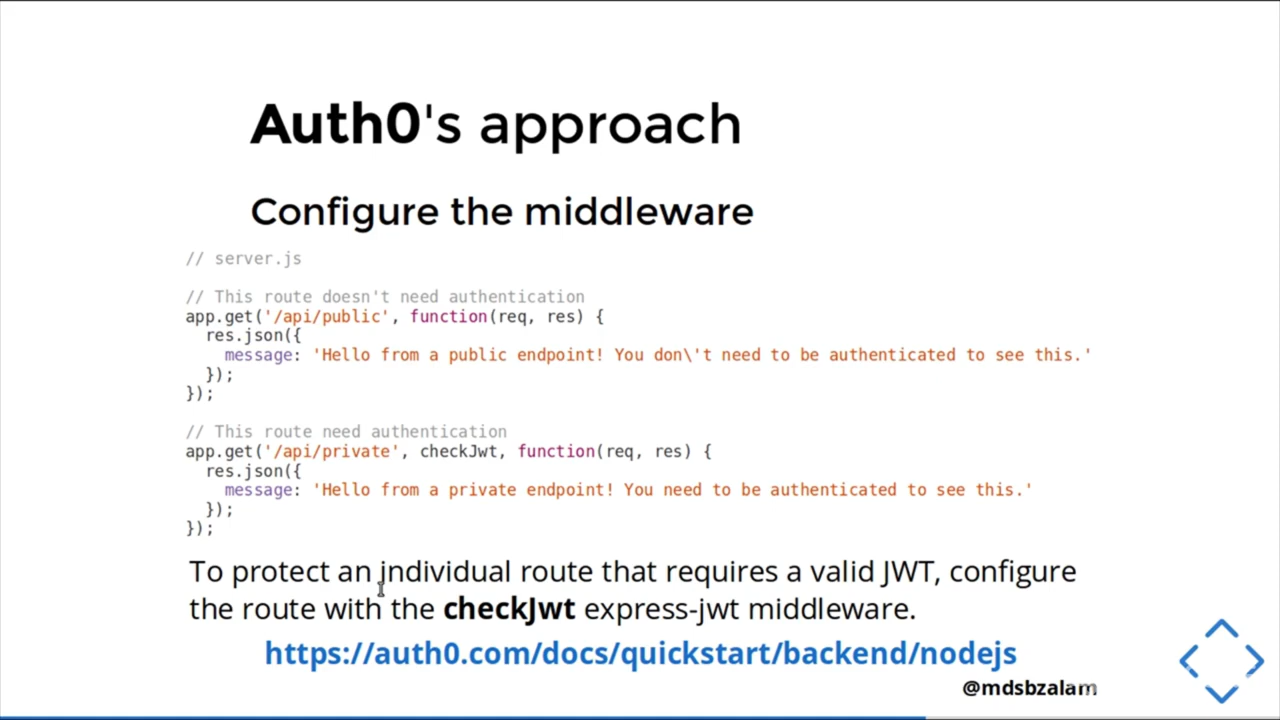 Auth0's approach
Configure the middleware
// server.js
// This route doesn't need authentication
app.get('/api/public', function(req, res) {
  res.json({
    message: 'Hello from a public endpoint! You don\'t need to be authenticated to see this.'
  });
});
// This route need authentication
app.get('/api/private', checkJwt, function(req, res) {
  res.json({
    message: 'Hello from a private endpoint! You need to be authenticated to see this.'
  });
});
To protect an individual route that requires a valid JWT, configure
the route with the checkJwt express-jwt middleware.
https://auth0.com/docs/quickstart/backend/nodejs
@mdsbzalam